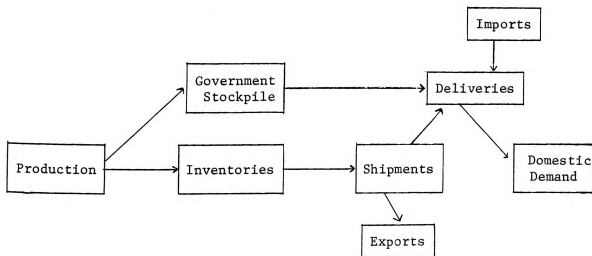 Imports
Government
Stockpile
Deliveries
Production
Inventories
Shipments
Domestic
Demand
Exports